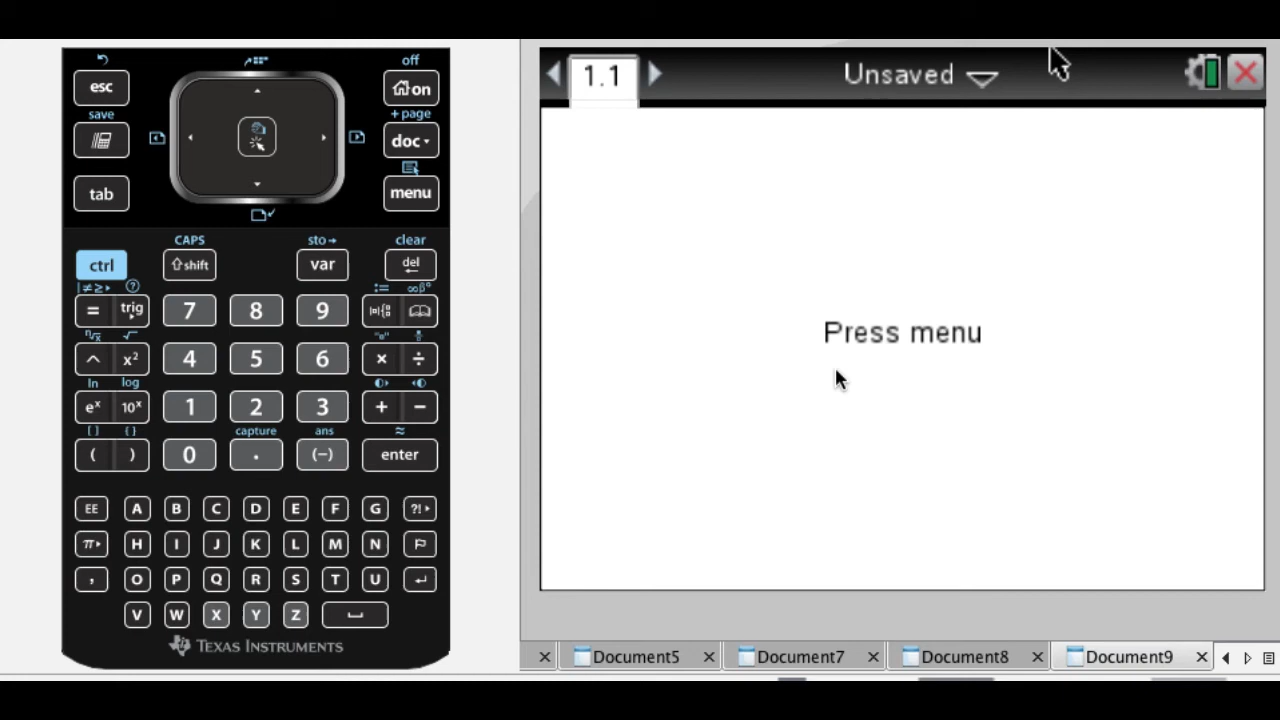 off
esc
on
save
+ page
doc
tab
menu
CAPS
sto→
clear
ctrl
⇧shift
var
del
|≠≥▸
?
:=
∞β°
=
trig
7
8
9
|□|{
ⁿ√x
√
"□"
^
x²
4
5
6
×
÷
ln
log
eˣ
10ˣ
1
2
3
+
−
[ ]
{ }
capture
ans
≈
(
)
0
.
(−)
enter
EE A B C D E F G ?!▸
π▸ H I J K L M N
, O P Q R S T U ↵
V W X Y Z
TEXAS INSTRUMENTS
1.1
Unsaved
Press menu
Document5
Document7
Document8
Document9